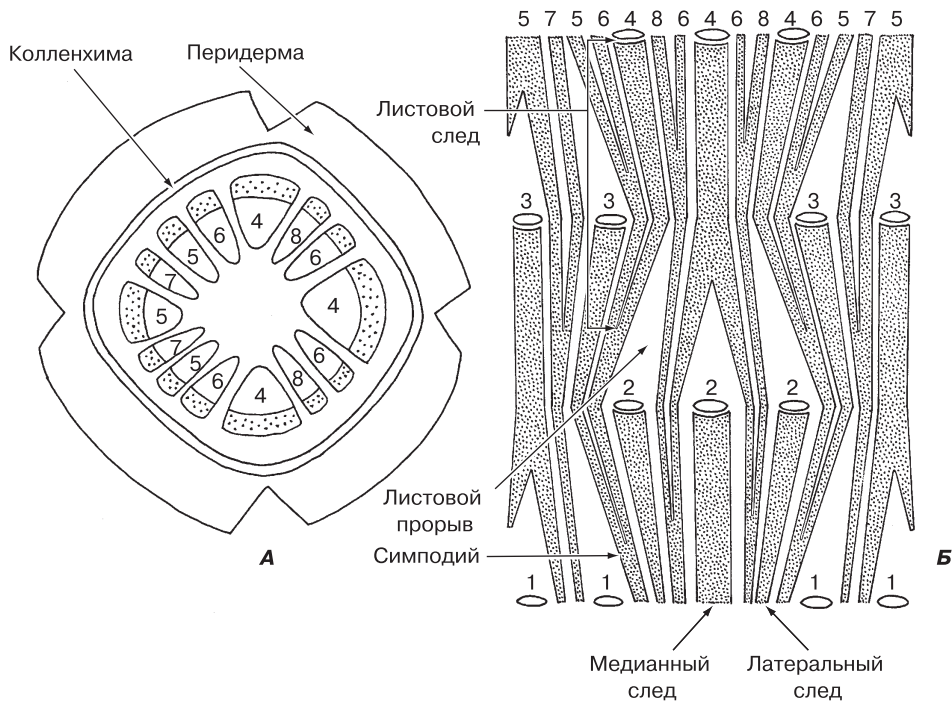 5 7 5 6 4 8 6 4 6 8 4 6 5 7 5
Колленхима
Перидерма
Листовой
след
4
6
8
5
6
7
4
5
7
5
6
6
8
4
3 3 3 3
2 2 2
Листовой
прорыв
Симподий
А
Б
1 1 1 1
Медианный
след
Латеральный
след